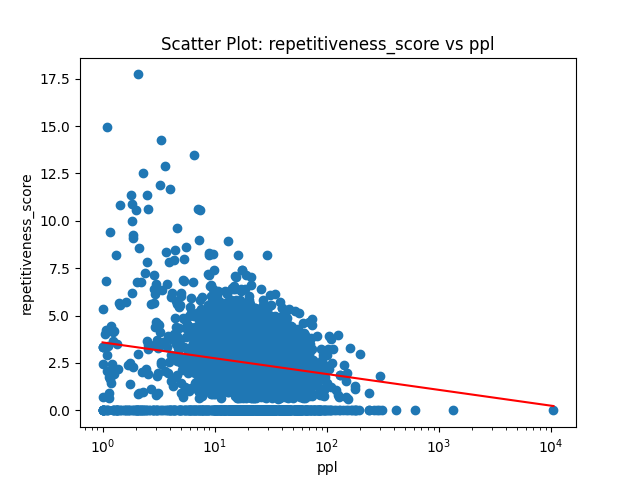 Scatter Plot: repetitiveness_score vs ppl
17.5
15.0
12.5
10.0
7.5
5.0
2.5
0.0
repetitiveness_score
10⁰ 10¹ 10² 10³ 10⁴
ppl